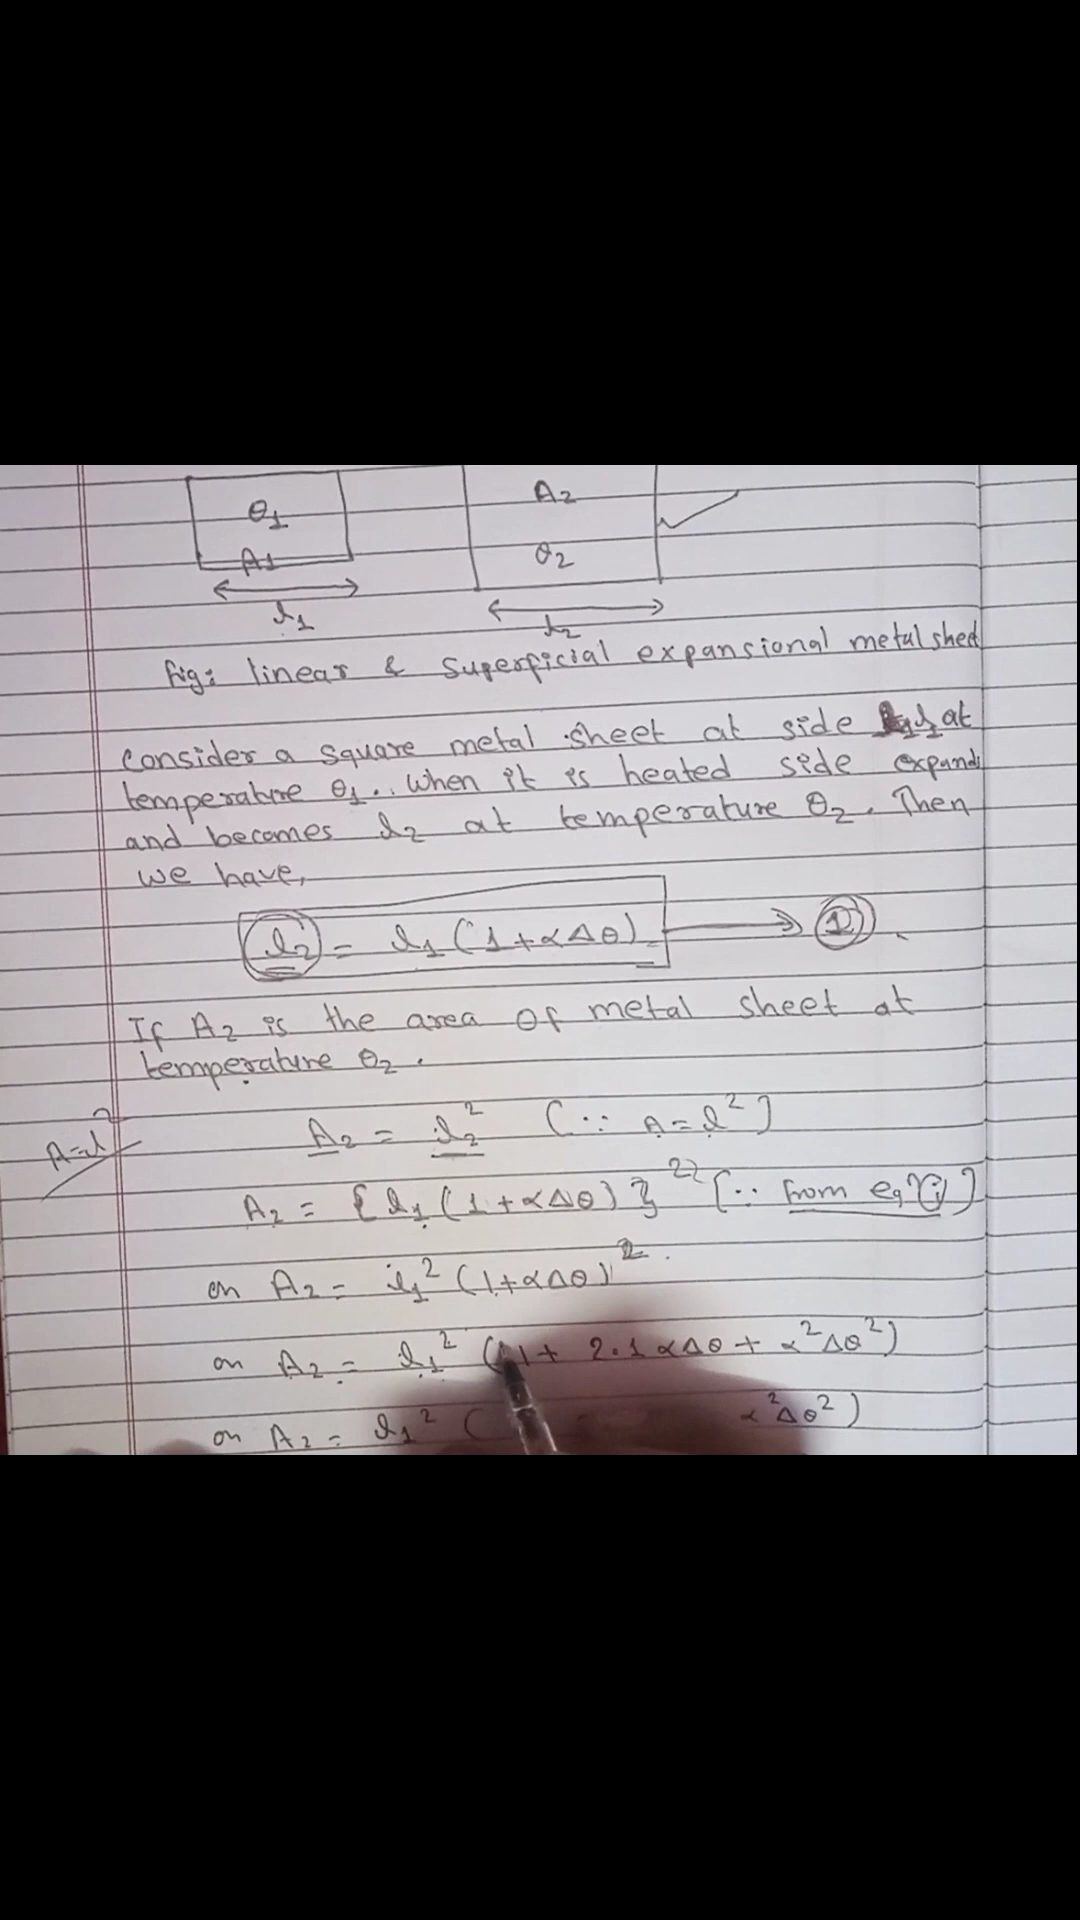 θ1
A1
l1
A2
θ2
l2
fig: linear & superficial expansional metal sheet
Consider a square metal sheet at side l1 at
temperature θ1. When it is heated side expand
and becomes l2 at temperature θ2. Then
we have,
l2 = l1 (1+αΔθ) → ①
If A2 is the area of metal sheet at
temperature θ2.
A=l²
A2 = l2² [∵ A=l²]
A2 = {l1 (1+αΔθ)}² [∵ from eqn (i)]
or A2 = l1² (1+αΔθ)²
or A2 = l1² (1+ 2·1 αΔθ + α²Δθ²)
or A2 = l1² ( α²Δθ²)